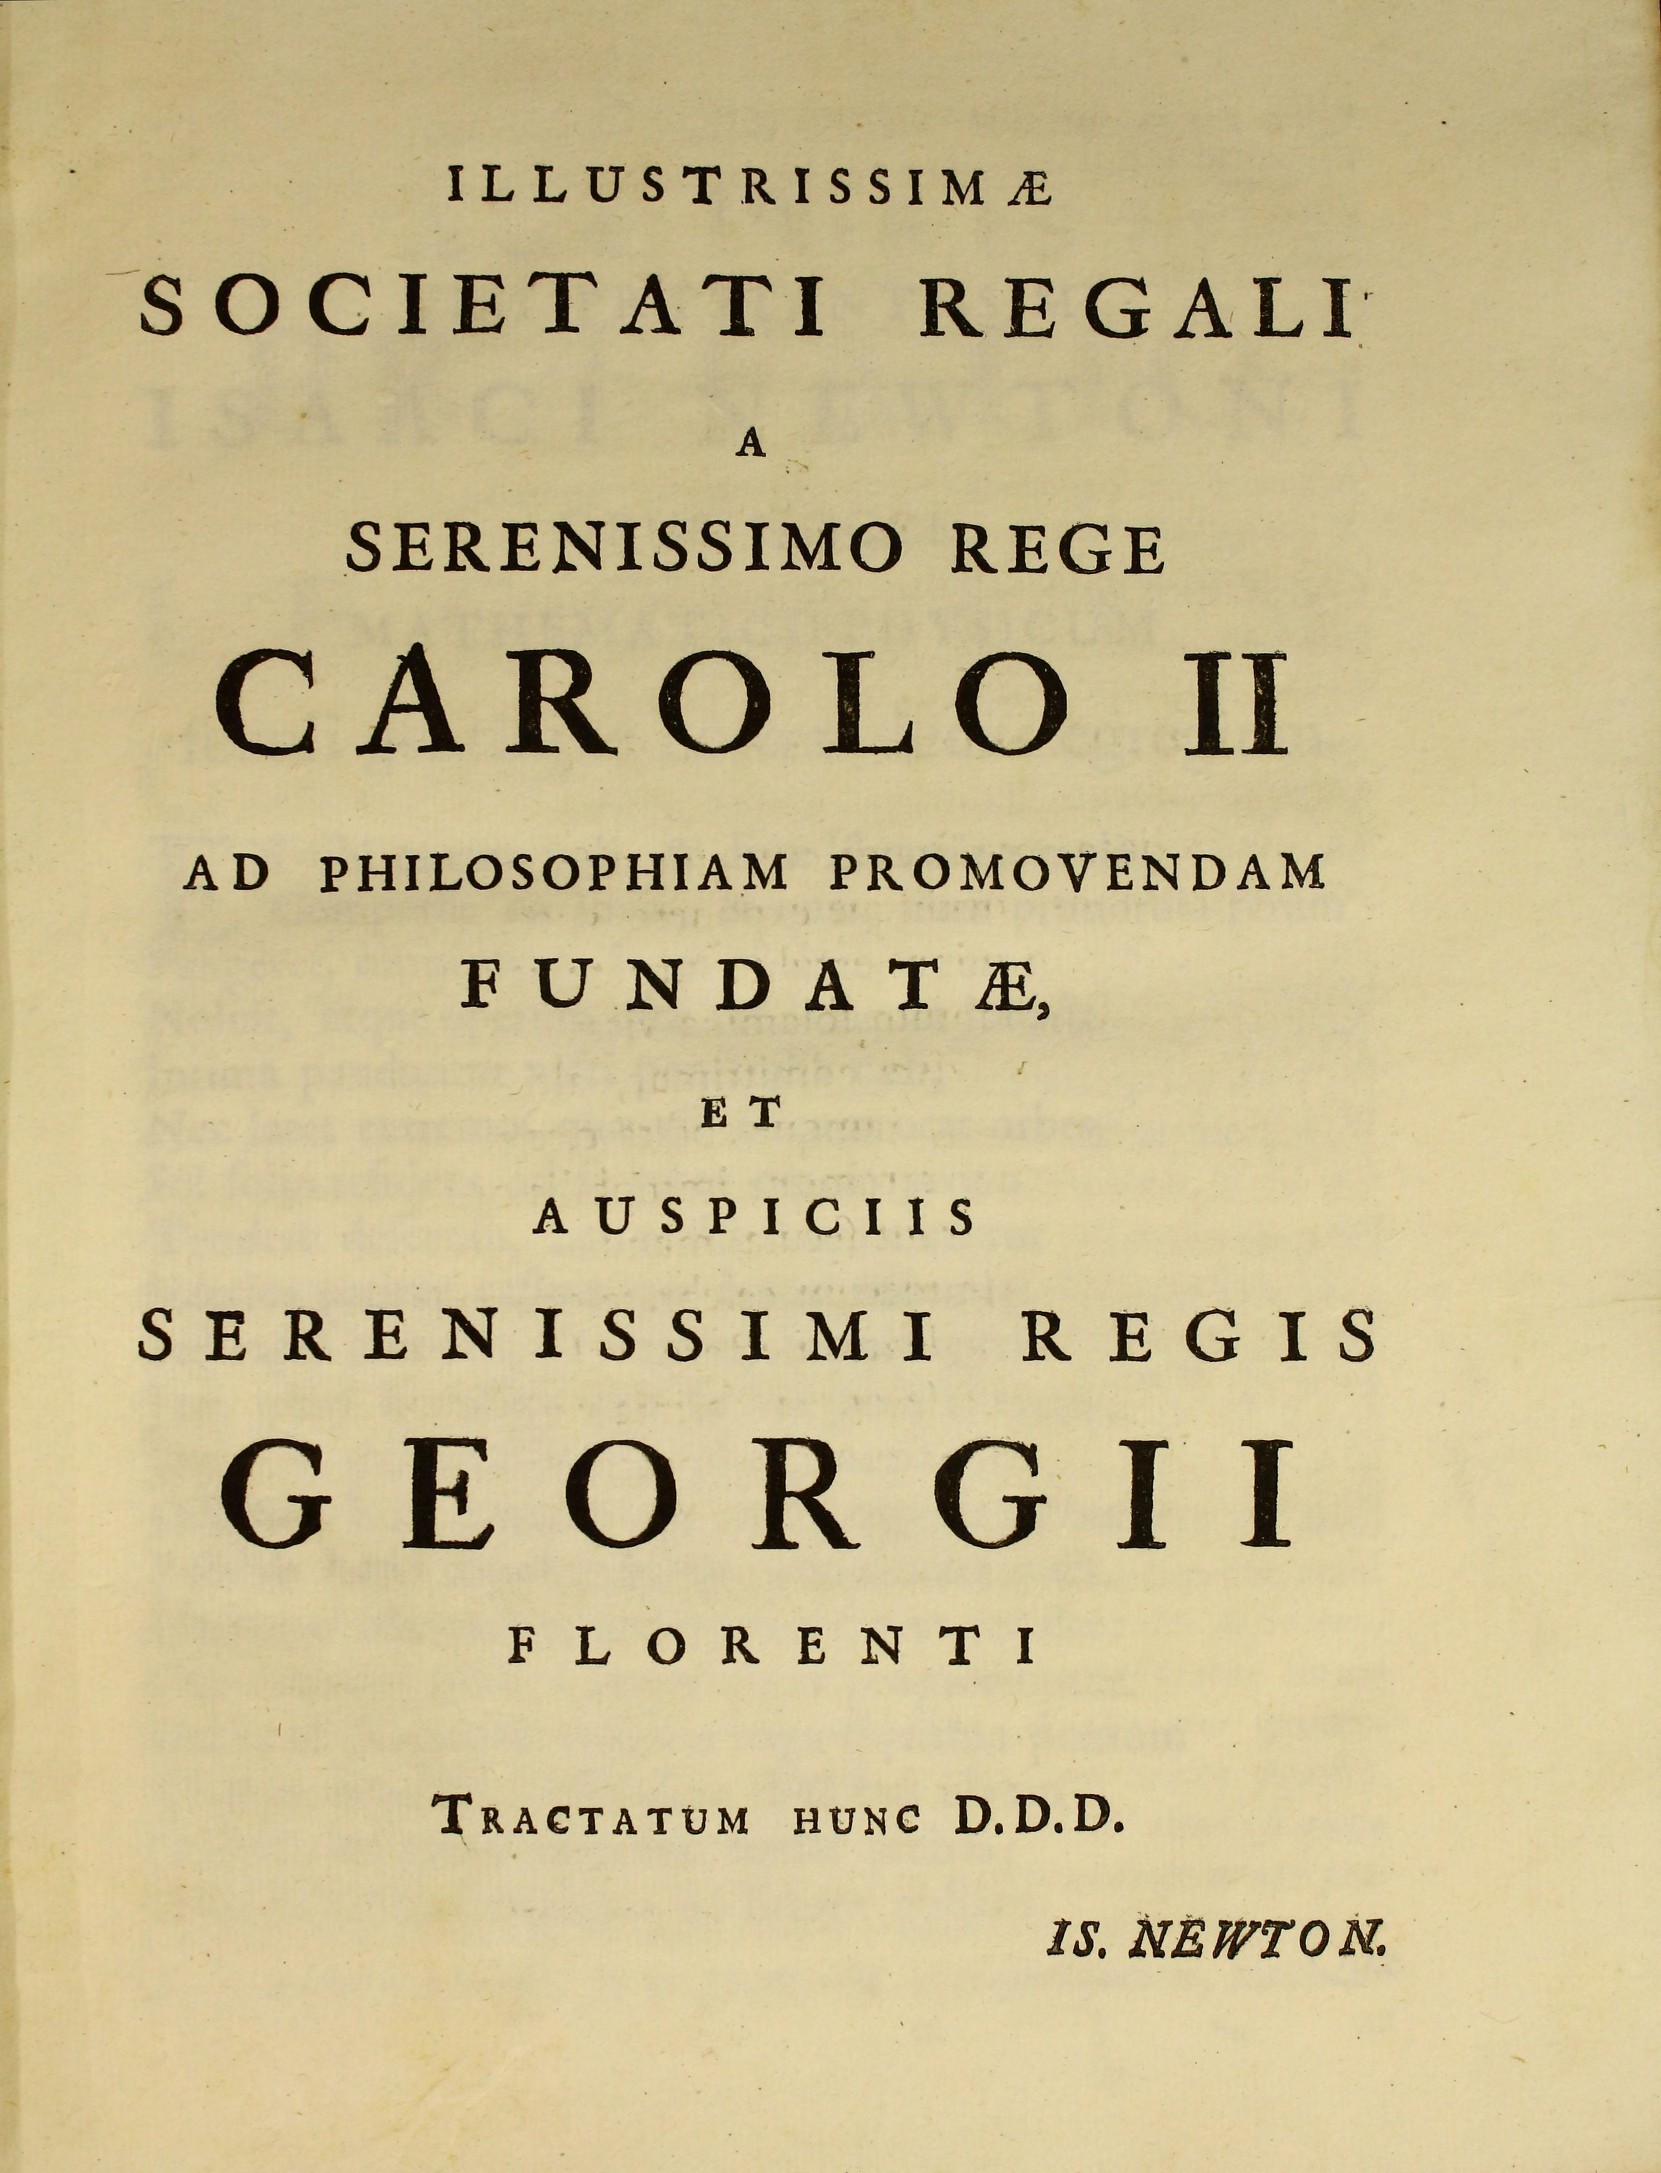 ILLUSTRISSIMÆ
SOCIETATI REGALI
A
SERENISSIMO REGE
CAROLO II
AD PHILOSOPHIAM PROMOVENDAM
FUNDATÆ,
ET
AUSPICIIS
SERENISSIMI REGIS
GEORGII
FLORENTI
TRACTATUM HUNC D.D.D.
IS. NEWTON.